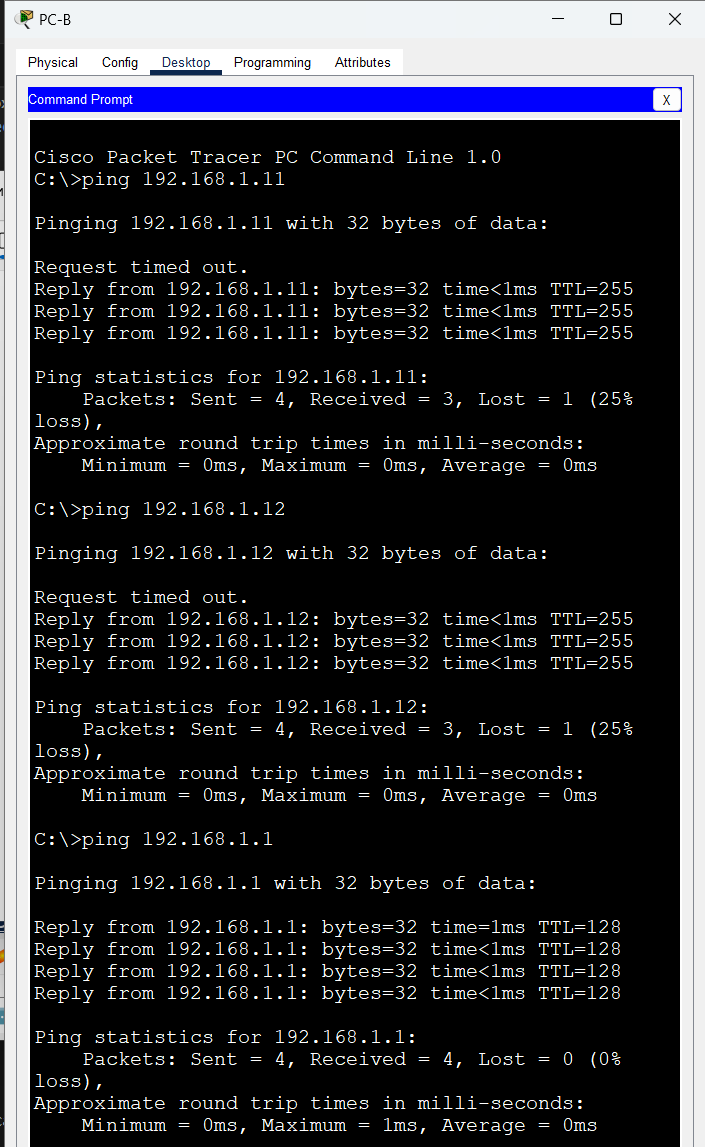 PC-B
Physical Config Desktop Programming Attributes
Command Prompt X
Cisco Packet Tracer PC Command Line 1.0
C:\>ping 192.168.1.11
Pinging 192.168.1.11 with 32 bytes of data:
Request timed out.
Reply from 192.168.1.11: bytes=32 time<1ms TTL=255
Reply from 192.168.1.11: bytes=32 time<1ms TTL=255
Reply from 192.168.1.11: bytes=32 time<1ms TTL=255
Ping statistics for 192.168.1.11:
    Packets: Sent = 4, Received = 3, Lost = 1 (25%
loss),
Approximate round trip times in milli-seconds:
    Minimum = 0ms, Maximum = 0ms, Average = 0ms
C:\>ping 192.168.1.12
Pinging 192.168.1.12 with 32 bytes of data:
Request timed out.
Reply from 192.168.1.12: bytes=32 time<1ms TTL=255
Reply from 192.168.1.12: bytes=32 time<1ms TTL=255
Reply from 192.168.1.12: bytes=32 time<1ms TTL=255
Ping statistics for 192.168.1.12:
    Packets: Sent = 4, Received = 3, Lost = 1 (25%
loss),
Approximate round trip times in milli-seconds:
    Minimum = 0ms, Maximum = 0ms, Average = 0ms
C:\>ping 192.168.1.1
Pinging 192.168.1.1 with 32 bytes of data:
Reply from 192.168.1.1: bytes=32 time=1ms TTL=128
Reply from 192.168.1.1: bytes=32 time<1ms TTL=128
Reply from 192.168.1.1: bytes=32 time<1ms TTL=128
Reply from 192.168.1.1: bytes=32 time<1ms TTL=128
Ping statistics for 192.168.1.1:
    Packets: Sent = 4, Received = 4, Lost = 0 (0%
loss),
Approximate round trip times in milli-seconds:
    Minimum = 0ms, Maximum = 1ms, Average = 0ms